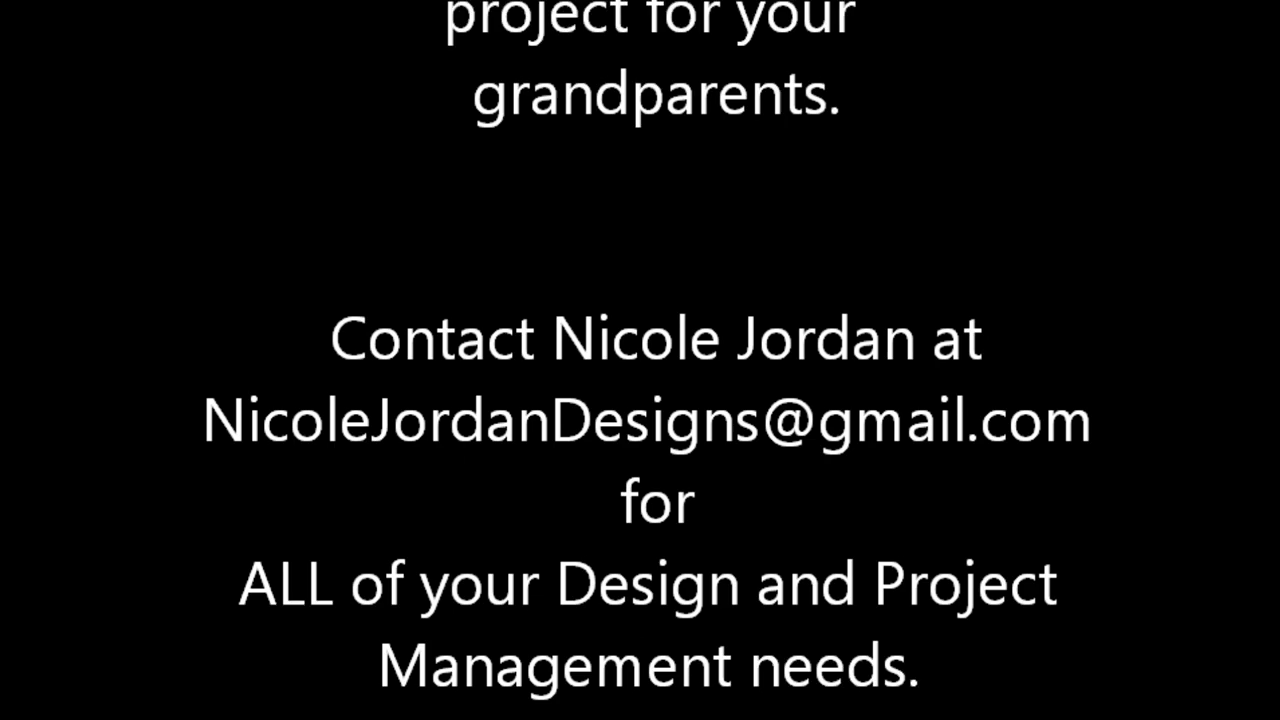 project for your
grandparents.
Contact Nicole Jordan at
NicoleJordanDesigns@gmail.com
for
ALL of your Design and Project
Management needs.